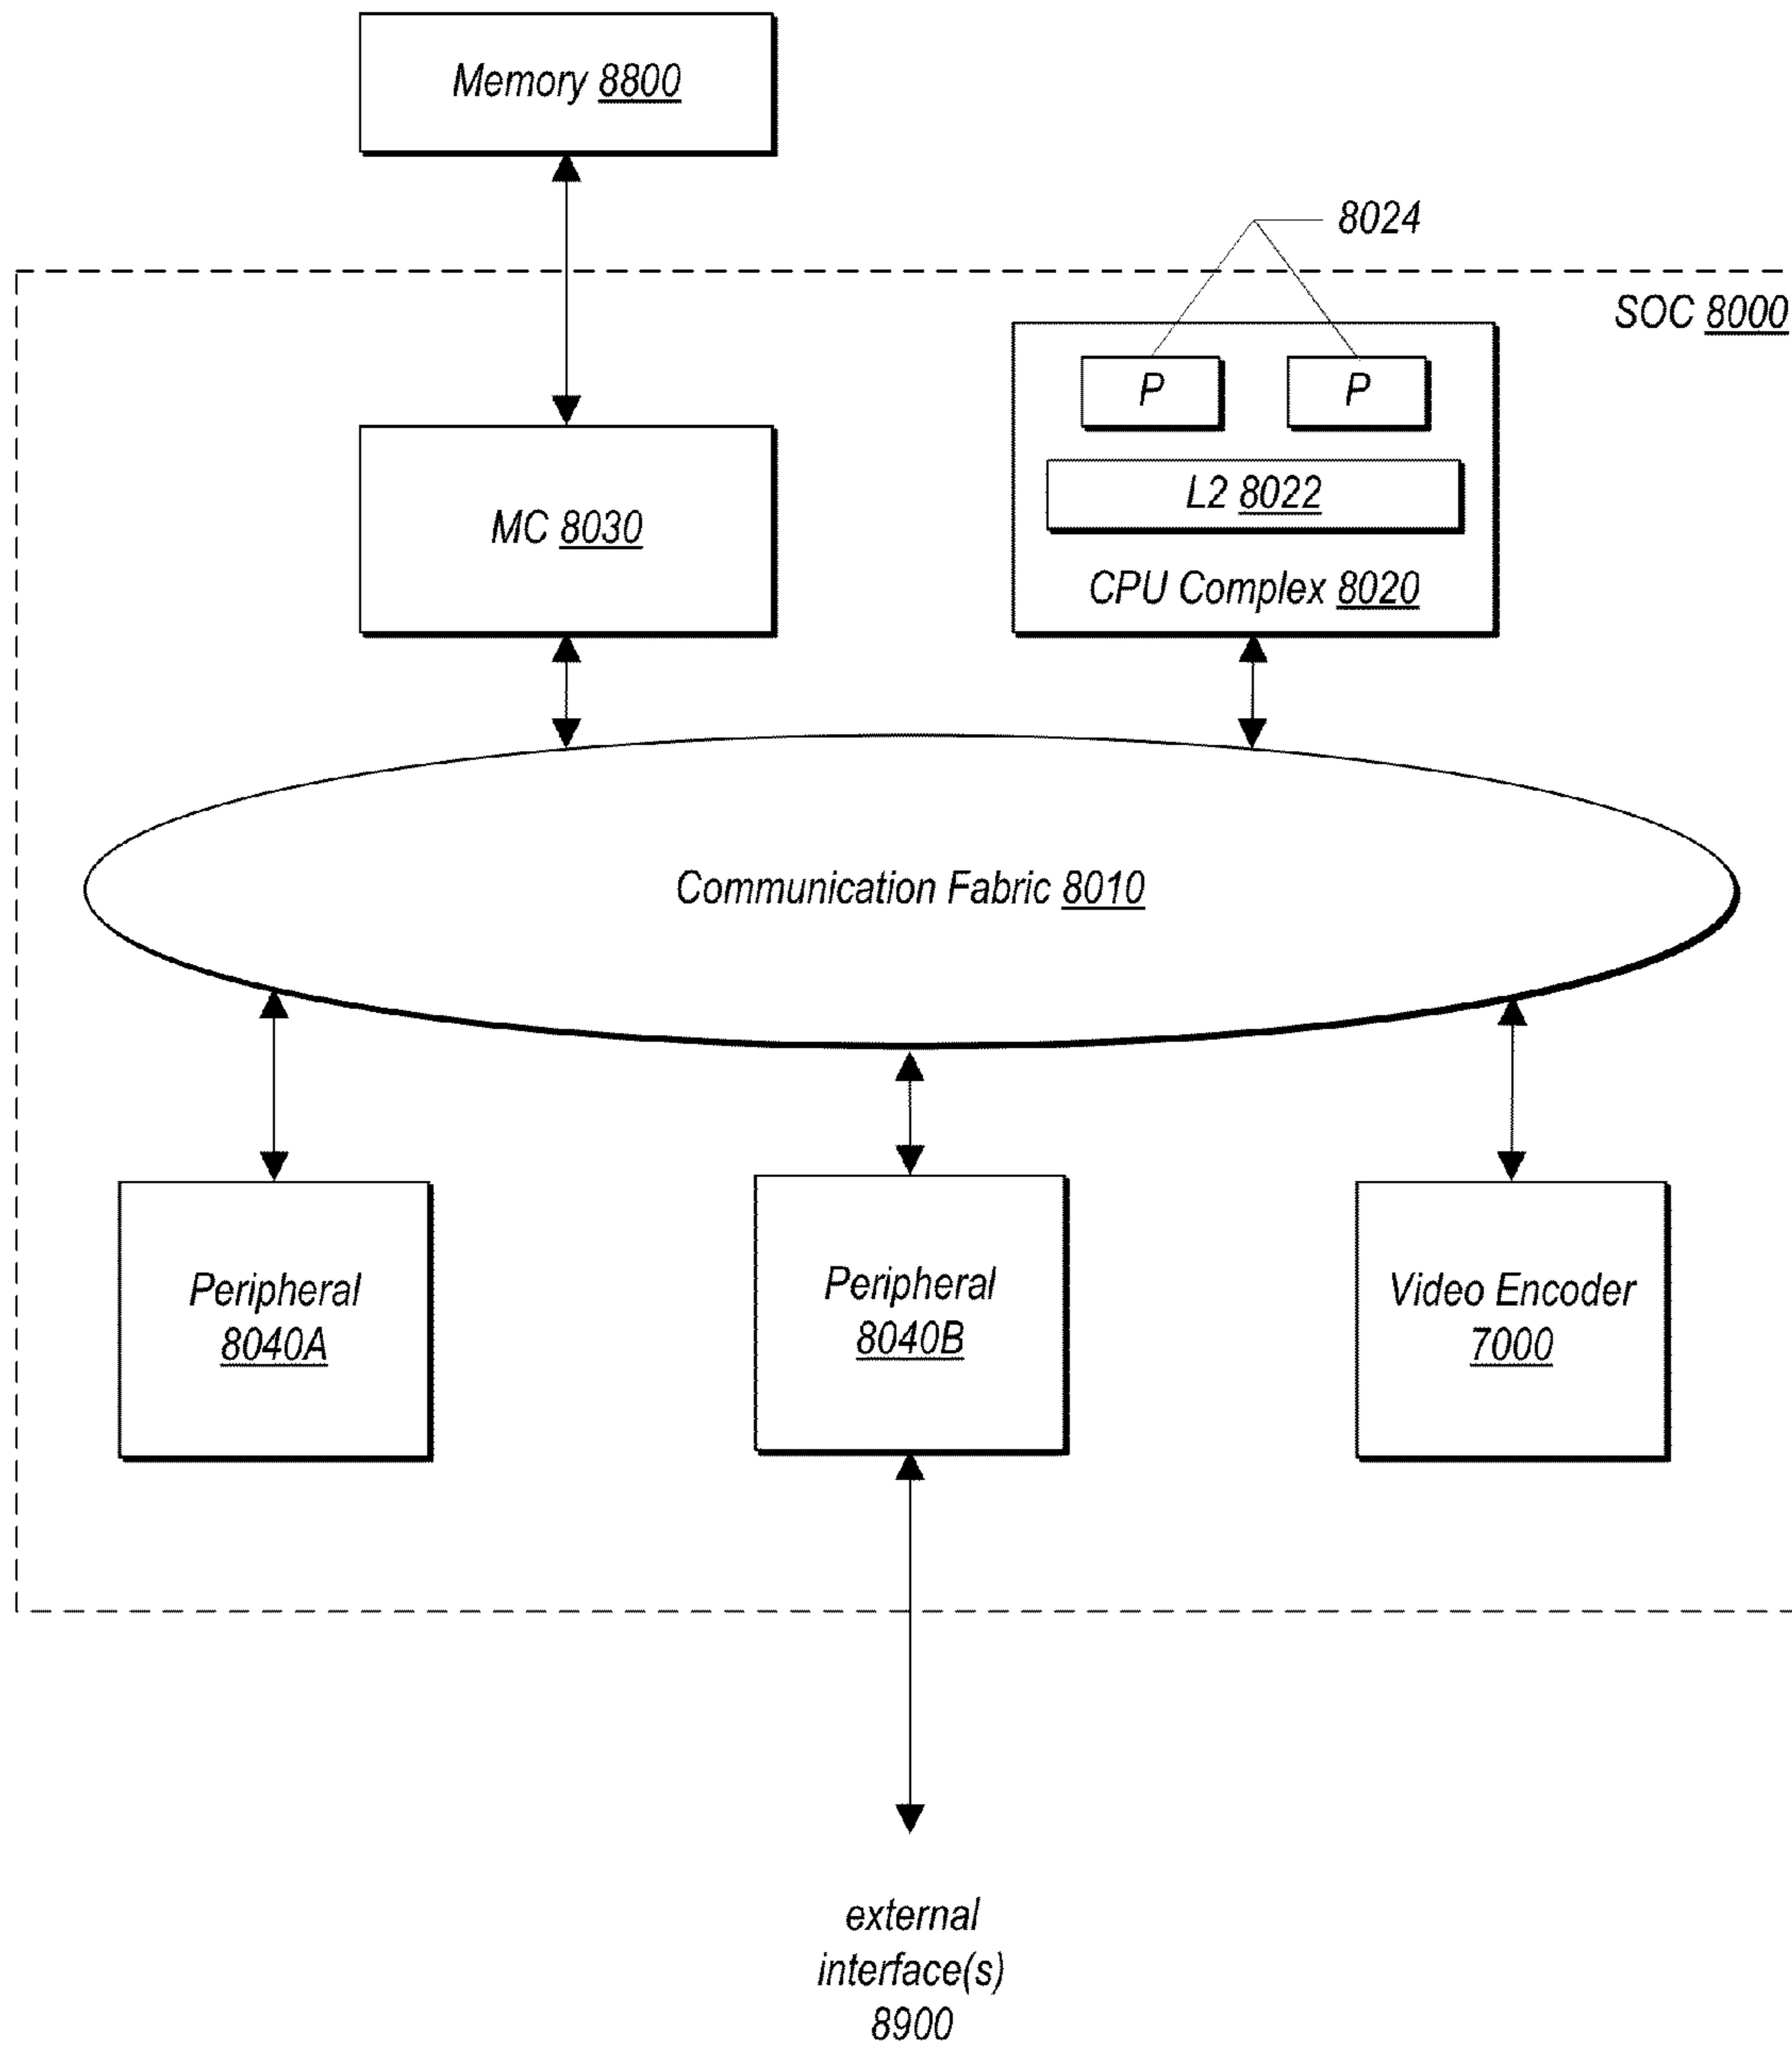 Memory 8800
8024
SOC 8000
P P
L2 8022
MC 8030
CPU Complex 8020
Communication Fabric 8010
Peripheral
8040A
Peripheral
8040B
Video Encoder
7000
external
interface(s)
8900